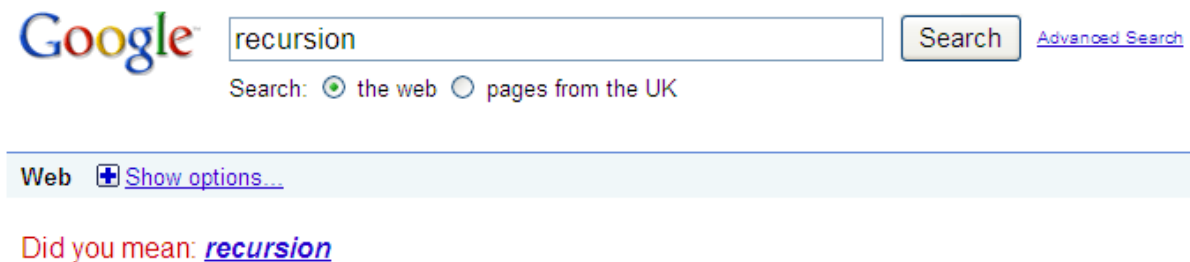 Google recursion Search Advanced Search
Search: the web pages from the UK
Web Show options...
Did you mean: recursion